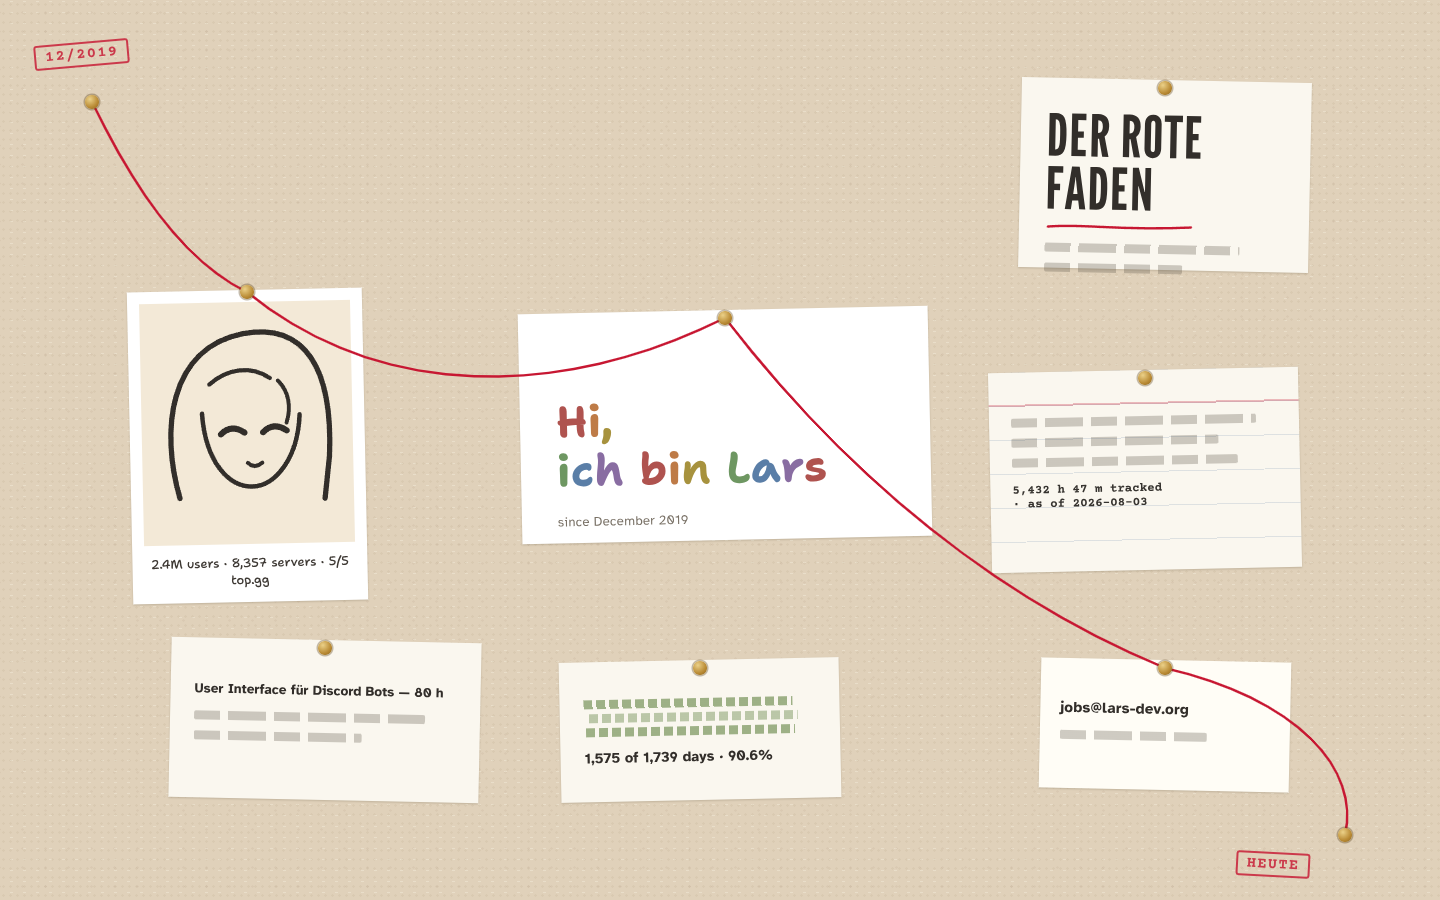 12/2019
DER ROTE
FADEN
Hi,
ich bin Lars
since December 2019
5,432 h 47 m tracked
· as of 2026-08-03
2.4M users · 8,357 servers · 5/5
top.gg
User Interface für Discord Bots — 80 h
1,575 of 1,739 days · 90.6%
jobs@lars-dev.org
HEUTE